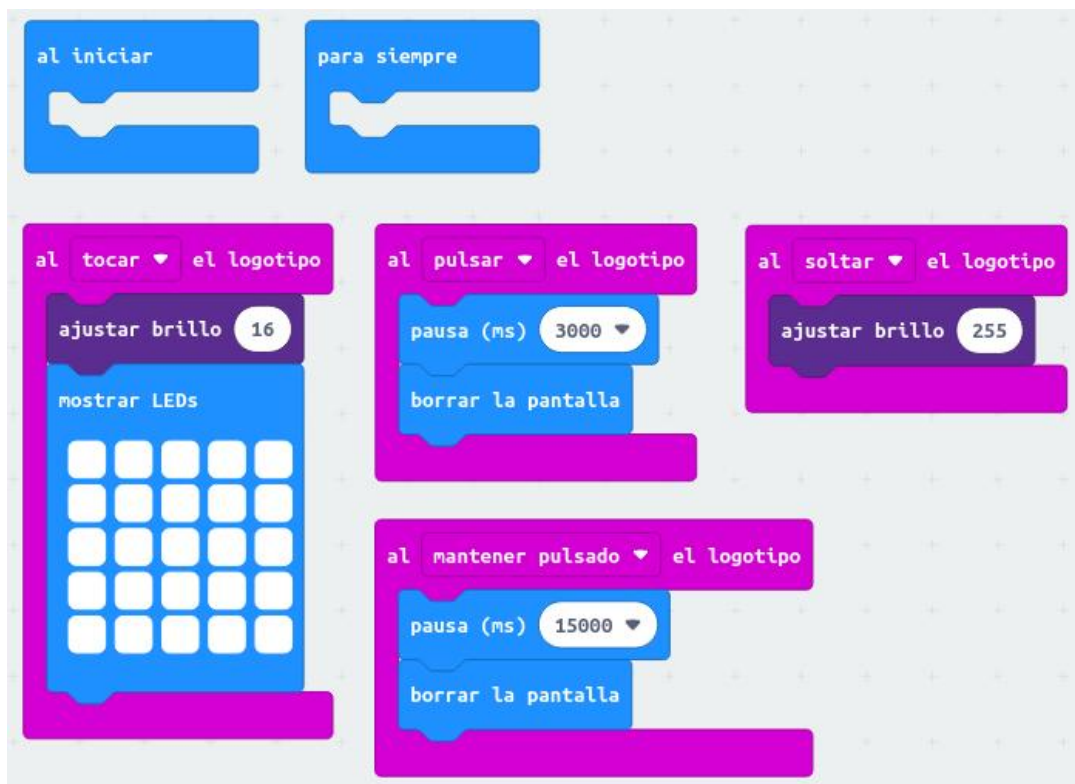 al iniciar
para siempre
al tocar el logotipo
ajustar brillo 16
mostrar LEDs
al pulsar el logotipo
pausa (ms) 3000
borrar la pantalla
al soltar el logotipo
ajustar brillo 255
al mantener pulsado el logotipo
pausa (ms) 15000
borrar la pantalla